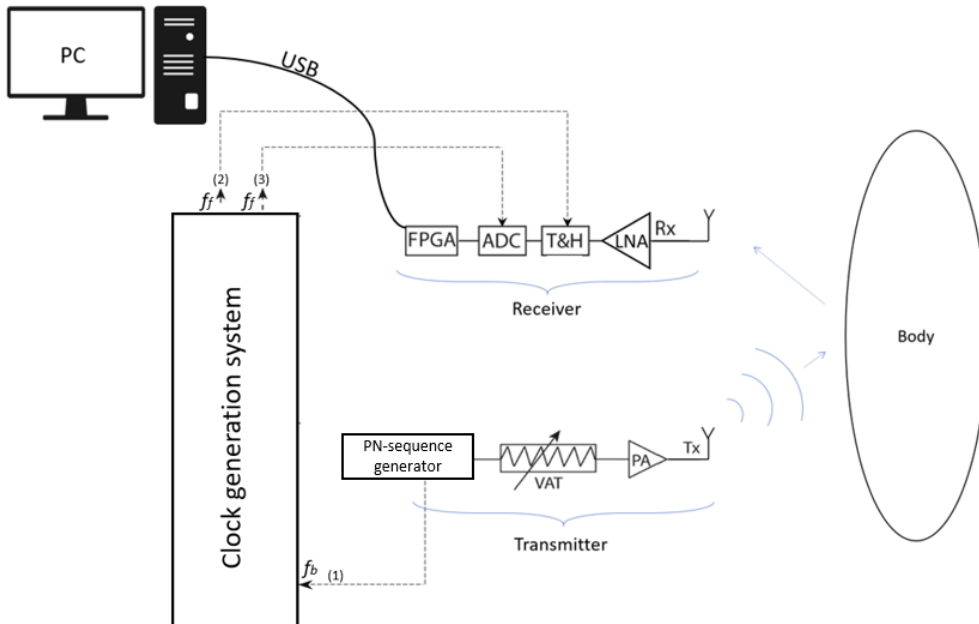 PC
USB
(2)
(3)
ff
ff
FPGA
ADC
T&H
LNA
Rx
Receiver
Body
Clock generation system
PN-sequence
generator
VAT
PA
Tx
Transmitter
fb
(1)